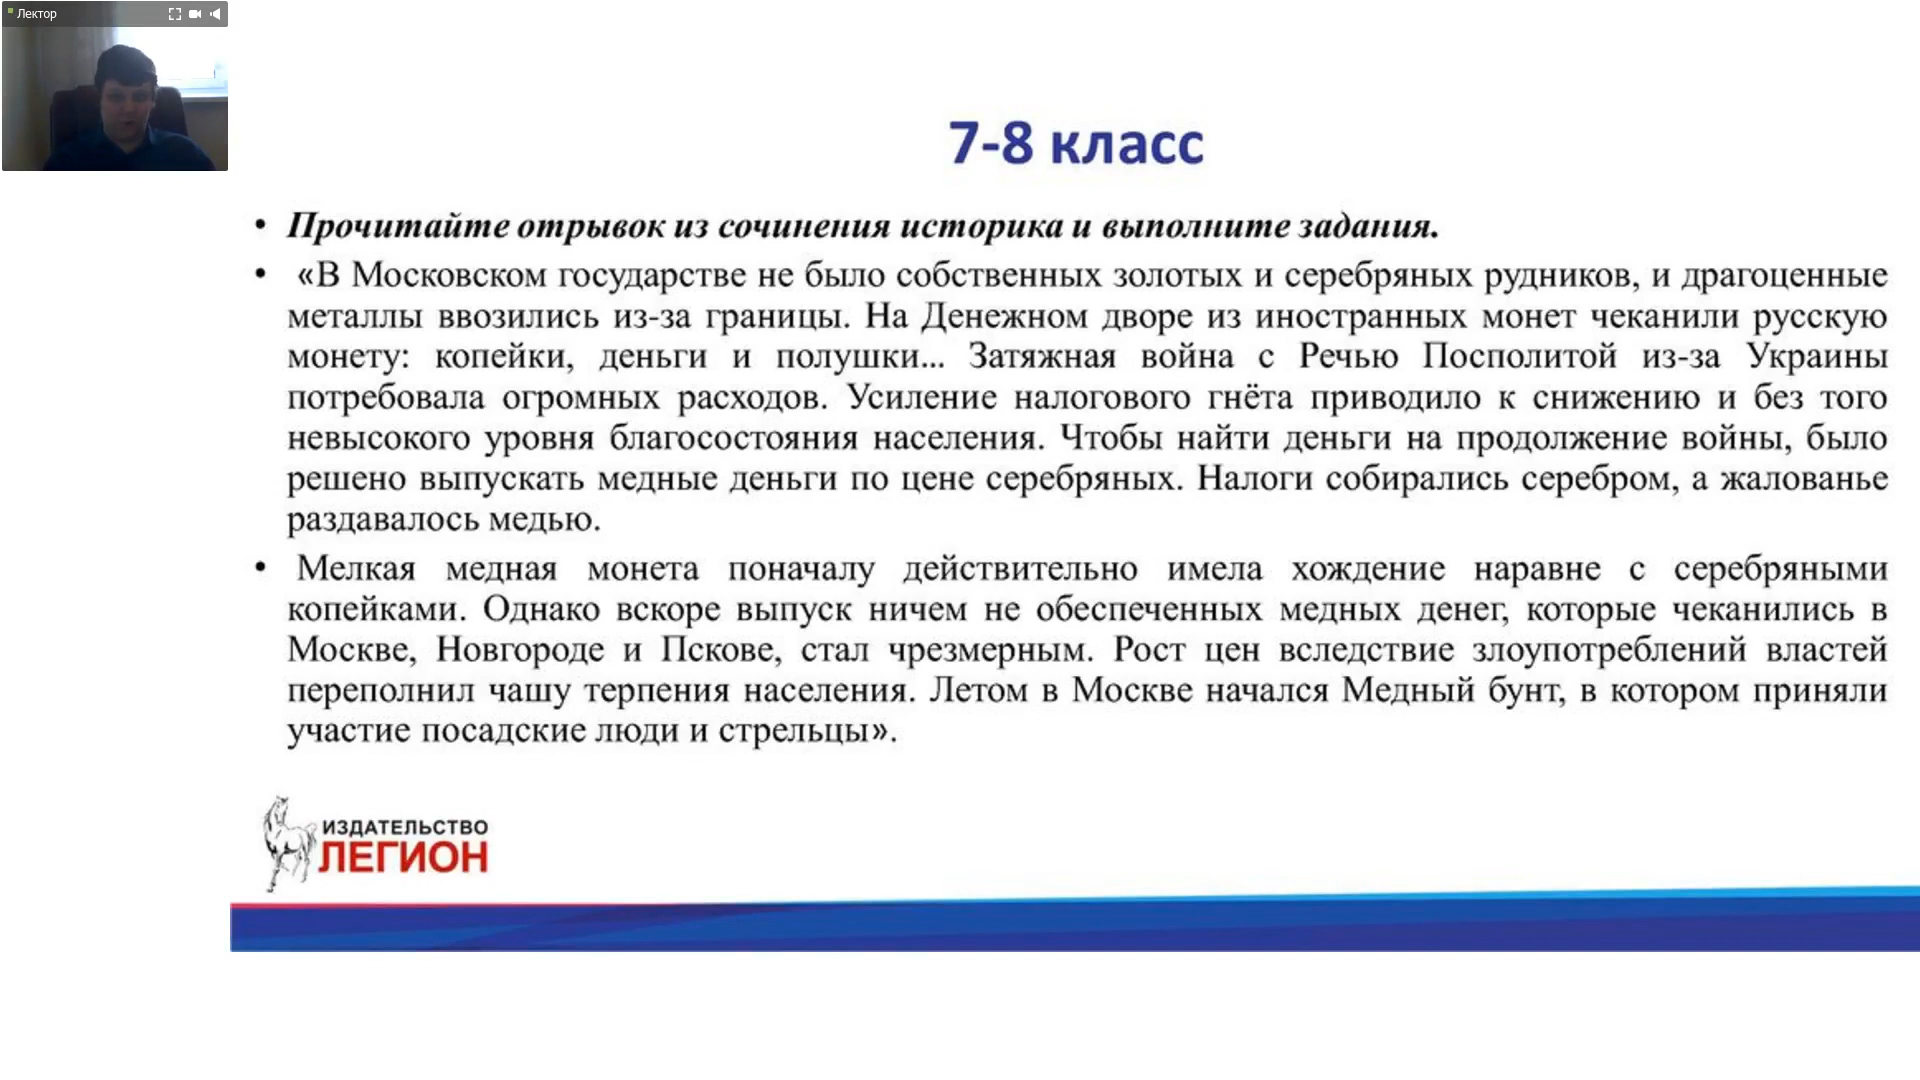 Лектор
7-8 класс
• Прочитайте отрывок из сочинения историка и выполните задания.
• «В Московском государстве не было собственных золотых и серебряных рудников, и драгоценные
металлы ввозились из-за границы. На Денежном дворе из иностранных монет чеканили русскую
монету: копейки, деньги и полушки... Затяжная война с Речью Посполитой из-за Украины
потребовала огромных расходов. Усиление налогового гнёта приводило к снижению и без того
невысокого уровня благосостояния населения. Чтобы найти деньги на продолжение войны, было
решено выпускать медные деньги по цене серебряных. Налоги собирались серебром, а жалованье
раздавалось медью.
• Мелкая медная монета поначалу действительно имела хождение наравне с серебряными
копейками. Однако вскоре выпуск ничем не обеспеченных медных денег, которые чеканились в
Москве, Новгороде и Пскове, стал чрезмерным. Рост цен вследствие злоупотреблений властей
переполнил чашу терпения населения. Летом в Москве начался Медный бунт, в котором приняли
участие посадские люди и стрельцы».
ИЗДАТЕЛЬСТВО
ЛЕГИОН